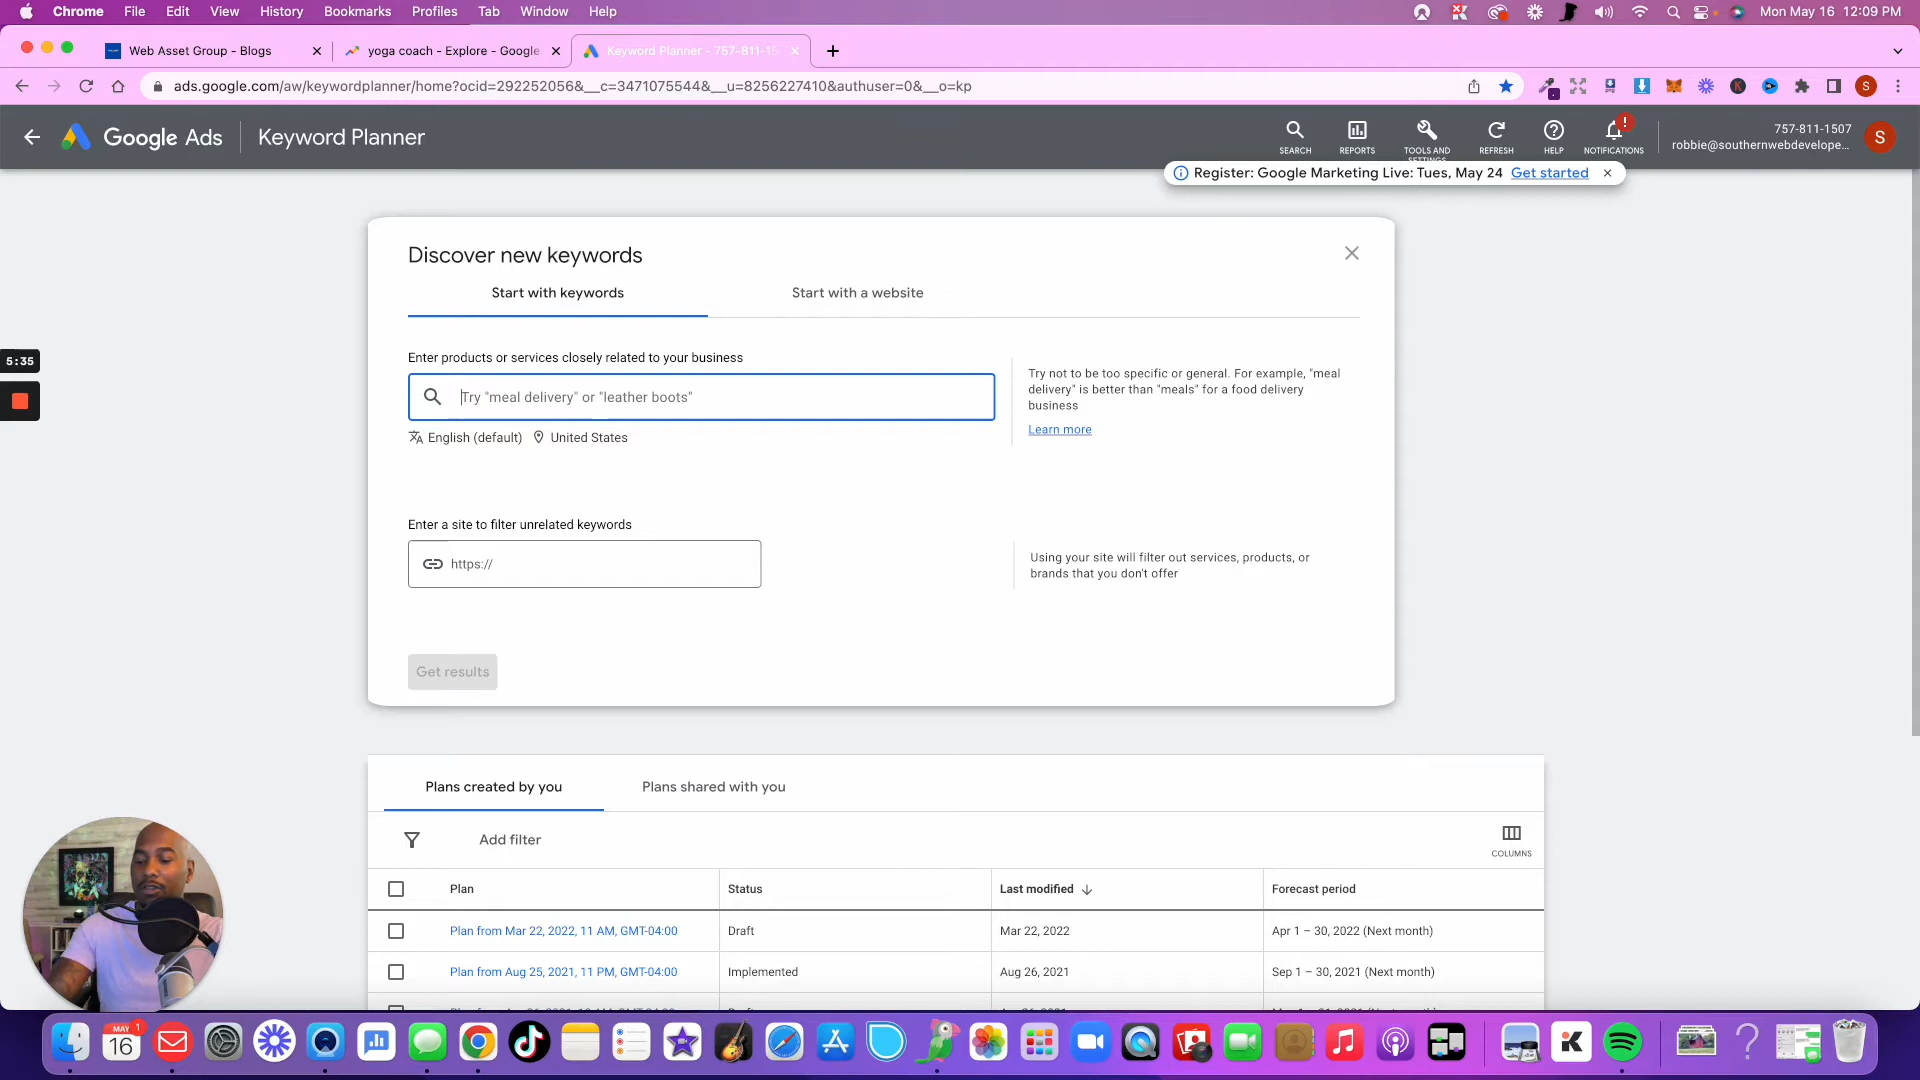 Chrome File Edit View History Bookmarks Profiles Tab Window Help Mon May 16 12:09 PM
Web Asset Group - Blogs yoga coach - Explore - Google Keyword Planner - 757-811-15
ads.google.com/aw/keywordplanner/home?ocid=292252056&__c=3471075544&__u=8256227410&authuser=0&__o=kp
Google Ads Keyword Planner
SEARCH REPORTS TOOLS AND SETTINGS REFRESH HELP NOTIFICATIONS
757-811-1507
robbie@southernwebdevelope...
S
Register: Google Marketing Live: Tues, May 24 Get started
Discover new keywords
Start with keywords Start with a website
Enter products or services closely related to your business
Try "meal delivery" or "leather boots"
English (default) United States
Try not to be too specific or general. For example, "meal
delivery" is better than "meals" for a food delivery
business
Learn more
5:35
Enter a site to filter unrelated keywords
https://
Using your site will filter out services, products, or
brands that you don't offer
Get results
Plans created by you Plans shared with you
Add filter
COLUMNS
Plan Status Last modified Forecast period
Plan from Mar 22, 2022, 11 AM, GMT-04:00 Draft Mar 22, 2022 Apr 1 – 30, 2022 (Next month)
Plan from Aug 25, 2021, 11 PM, GMT-04:00 Implemented Aug 26, 2021 Sep 1 – 30, 2021 (Next month)
MAY 1
16